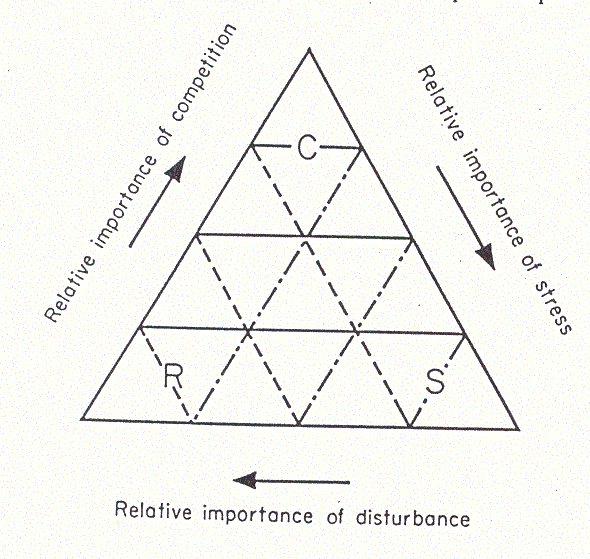 Relative importance of competition
Relative importance of stress
C
R
S
Relative importance of disturbance